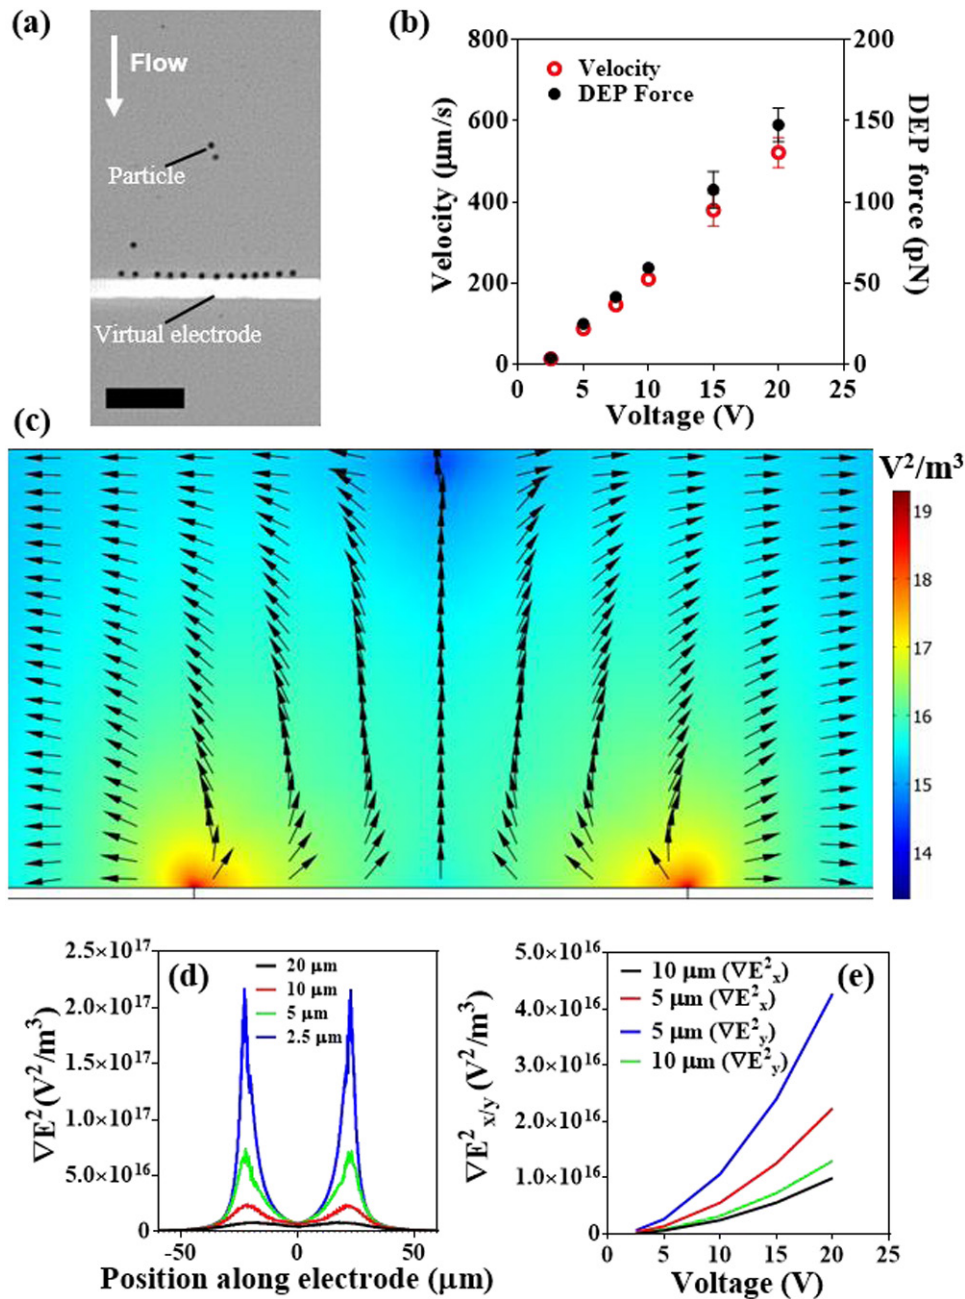 (a)
Flow
Particle
Virtual electrode
(b)
800
600
400
200
0
Velocity (μm/s)
Velocity
DEP Force
200
150
100
50
0
DEP force (pN)
0 5 10 15 20 25
Voltage (V)
(c)
V²/m³
19
18
17
16
15
14
(d)
2.5×10¹⁷
2.0×10¹⁷
1.5×10¹⁷
1.0×10¹⁷
5.0×10¹⁶
0
∇E² (V²/m³)
20 μm
10 μm
5 μm
2.5 μm
-50 0 50
Position along electrode (μm)
(e)
5.0×10¹⁶
4.0×10¹⁶
3.0×10¹⁶
2.0×10¹⁶
1.0×10¹⁶
0
∇E²x/y (V²/m³)
10 μm (∇E²x)
5 μm (∇E²x)
5 μm (∇E²y)
10 μm (∇E²y)
0 5 10 15 20 25
Voltage (V)